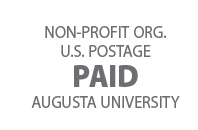 NON-PROFIT ORG.
U.S. POSTAGE
PAID
AUGUSTA UNIVERSITY